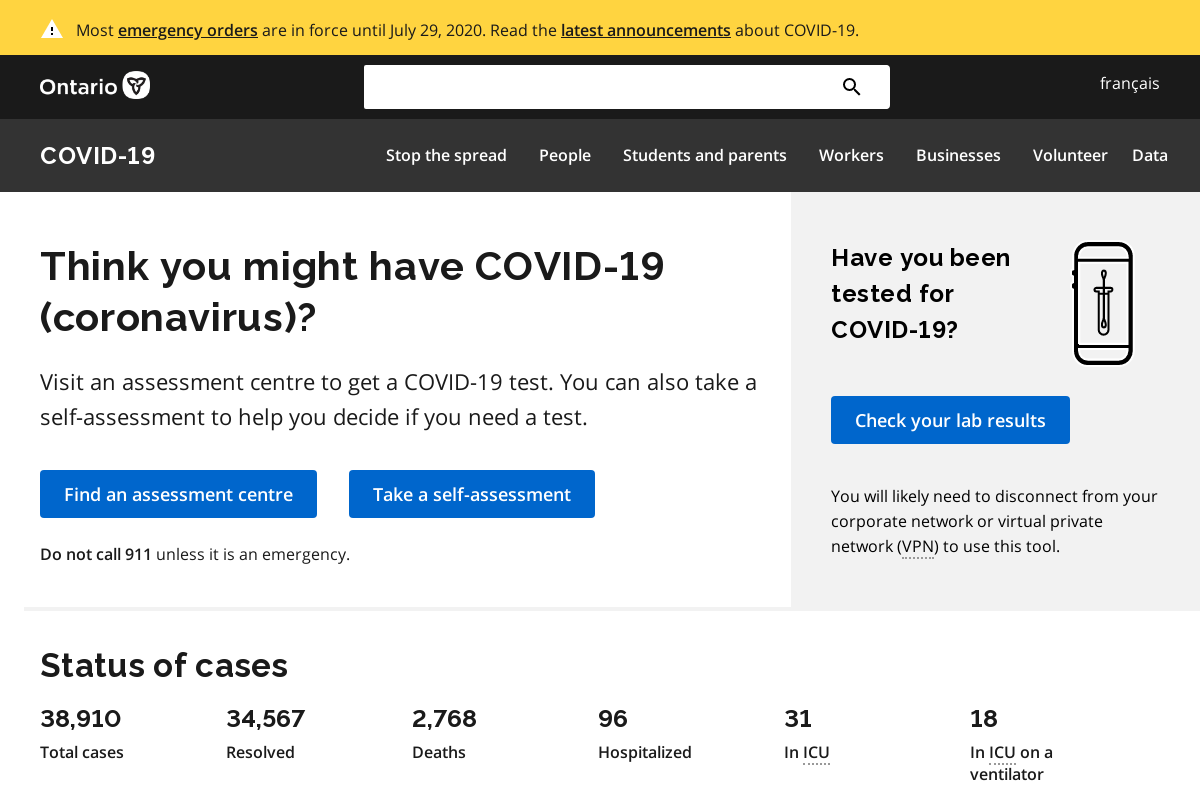 Most emergency orders are in force until July 29, 2020. Read the latest announcements about COVID-19.
Ontario
français
COVID-19
Stop the spread People Students and parents Workers Businesses Volunteer Data
Think you might have COVID-19
(coronavirus)?
Visit an assessment centre to get a COVID-19 test. You can also take a
self-assessment to help you decide if you need a test.
Find an assessment centre
Take a self-assessment
Do not call 911 unless it is an emergency.
Have you been
tested for
COVID-19?
Check your lab results
You will likely need to disconnect from your
corporate network or virtual private
network (VPN) to use this tool.
Status of cases
38,910
Total cases
34,567
Resolved
2,768
Deaths
96
Hospitalized
31
In ICU
18
In ICU on a
ventilator